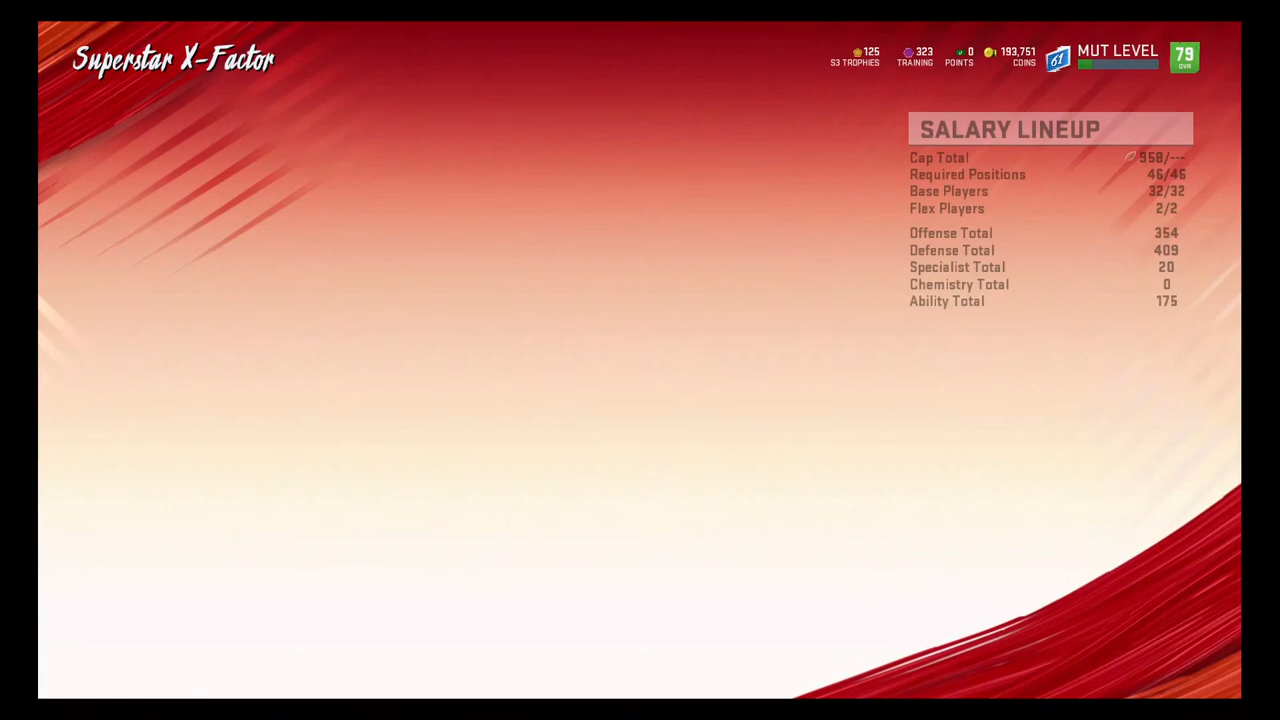 Superstar X-Factor
125 S3 TROPHIES
323 TRAINING
0 POINTS
193,751 COINS
61
MUT LEVEL
79 OVR
SALARY LINEUP
Cap Total 958/---
Required Positions 46/46
Base Players 32/32
Flex Players 2/2
Offense Total 354
Defense Total 409
Specialist Total 20
Chemistry Total 0
Ability Total 175